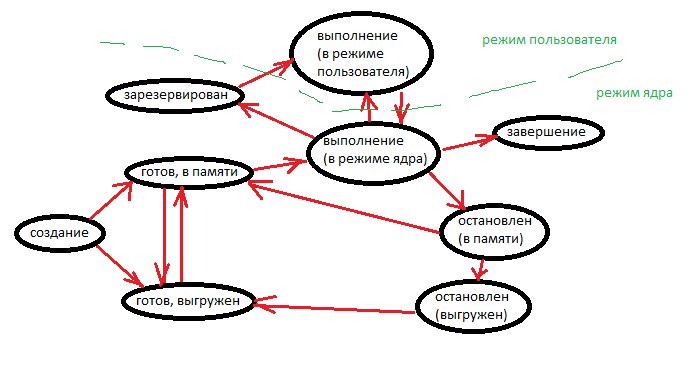 выполнение
(в режиме
пользователя)
режим пользователя
режим ядра
зарезервирован
выполнение
(в режиме ядра)
завершение
готов, в памяти
создание
остановлен
(в памяти)
готов, выгружен
остановлен
(выгружен)